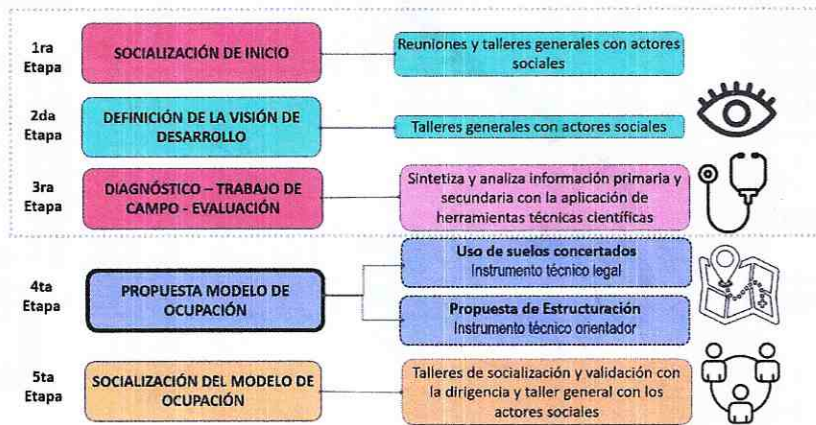 1ra
Etapa
SOCIALIZACIÓN DE INICIO
Reuniones y talleres generales con actores
sociales
2da
Etapa
DEFINICIÓN DE LA VISIÓN DE
DESARROLLO
Talleres generales con actores sociales
3ra
Etapa
DIAGNÓSTICO – TRABAJO DE
CAMPO - EVALUACIÓN
Sintetiza y analiza información primaria y
secundaria con la aplicación de
herramientas técnicas científicas
4ta
Etapa
PROPUESTA MODELO DE
OCUPACIÓN
Uso de suelos concertados
Instrumento técnico legal
Propuesta de Estructuración
Instrumento técnico orientador
5ta
Etapa
SOCIALIZACIÓN DEL MODELO DE
OCUPACIÓN
Talleres de socialización y validación con
la dirigencia y taller general con los
actores sociales